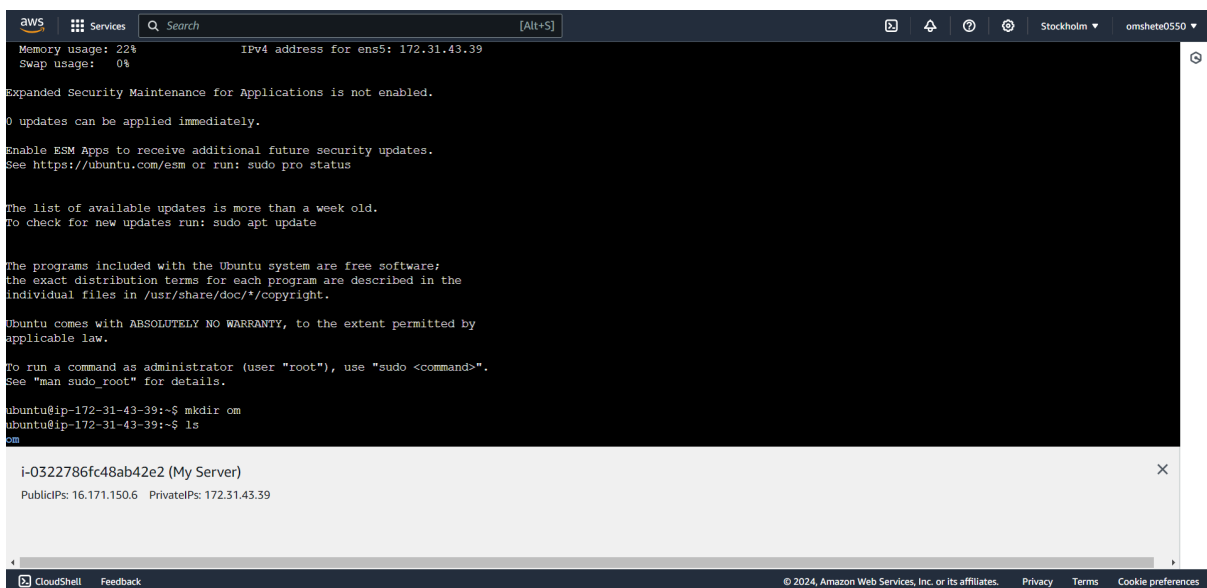 aws Services Search [Alt+S] Stockholm ▼ omshete0550 ▼
Memory usage: 22% IPv4 address for ens5: 172.31.43.39
Swap usage: 0%
Expanded Security Maintenance for Applications is not enabled.
0 updates can be applied immediately.
Enable ESM Apps to receive additional future security updates.
See https://ubuntu.com/esm or run: sudo pro status
The list of available updates is more than a week old.
To check for new updates run: sudo apt update
The programs included with the Ubuntu system are free software;
the exact distribution terms for each program are described in the
individual files in /usr/share/doc/*/copyright.
Ubuntu comes with ABSOLUTELY NO WARRANTY, to the extent permitted by
applicable law.
To run a command as administrator (user "root"), use "sudo <command>".
See "man sudo_root" for details.
ubuntu@ip-172-31-43-39:~$ mkdir om
ubuntu@ip-172-31-43-39:~$ ls
om
i-0322786fc48ab42e2 (My Server)
PublicIPs: 16.171.150.6 PrivateIPs: 172.31.43.39
CloudShell Feedback © 2024, Amazon Web Services, Inc. or its affiliates. Privacy Terms Cookie preferences